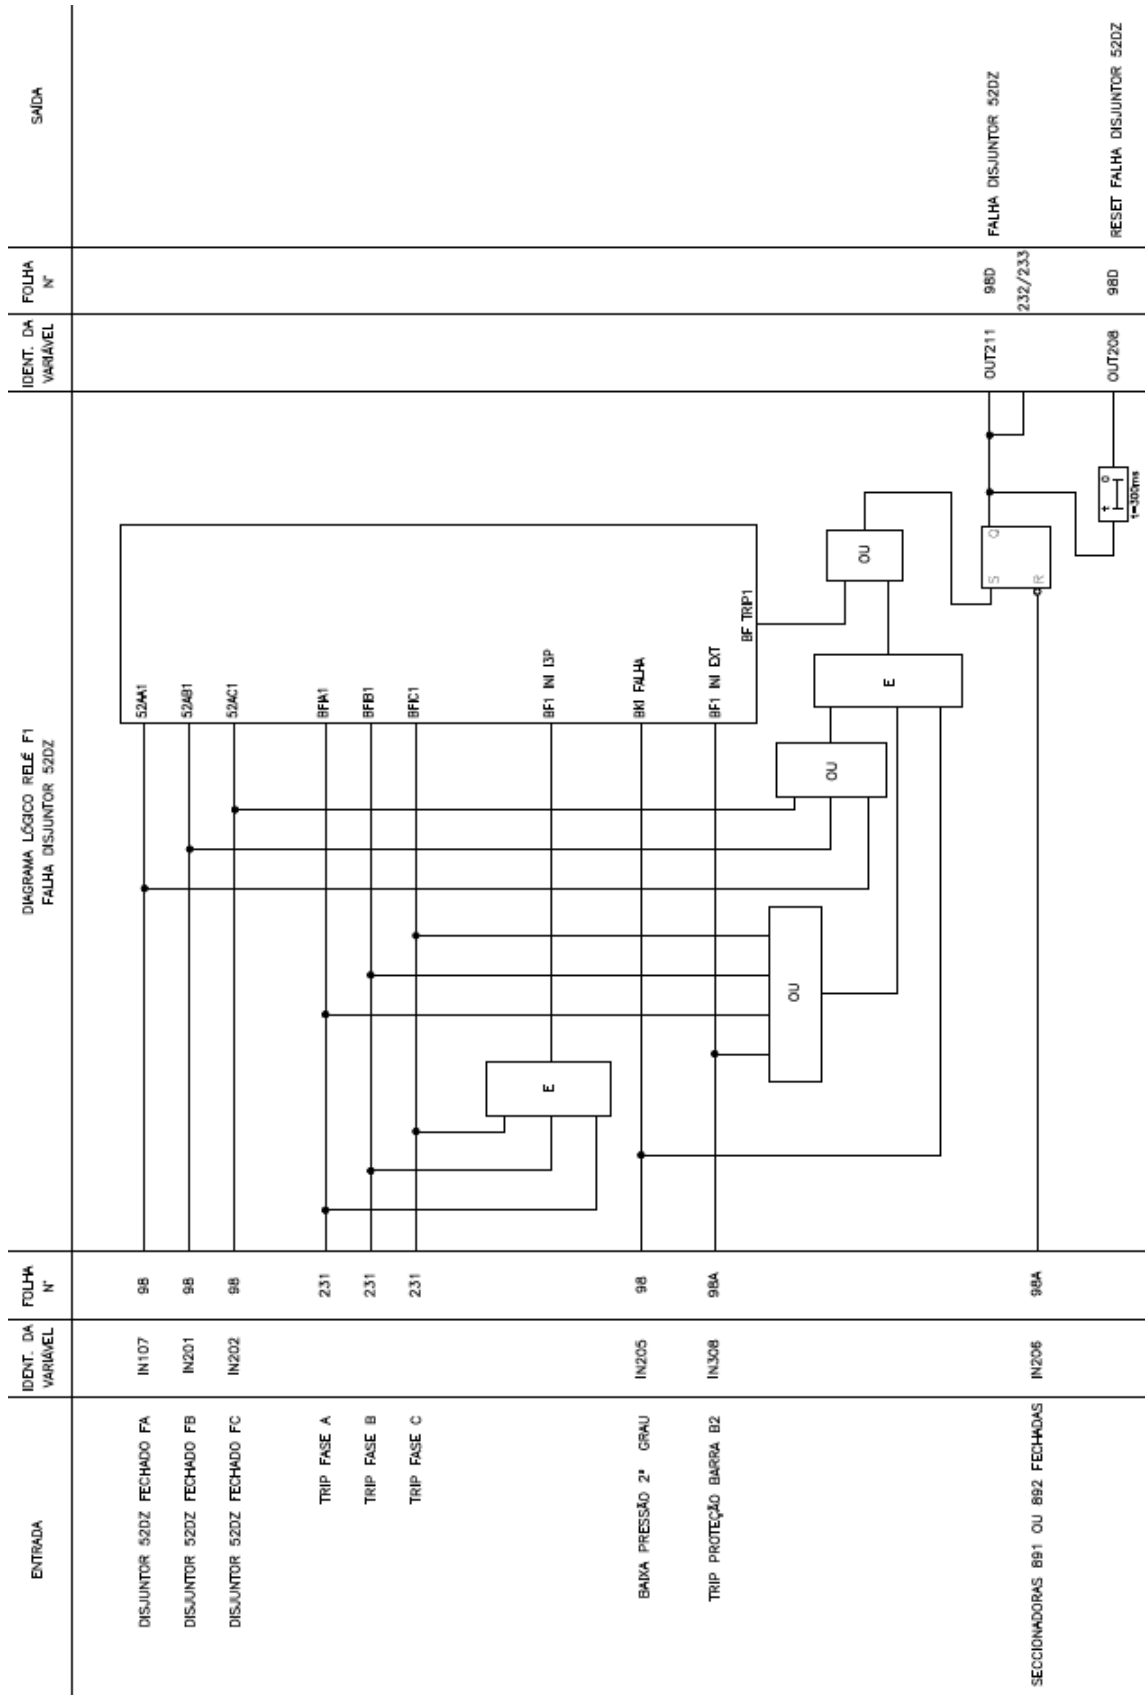 DIAGRAMA LÓGICO RELÉ F1
FALHA DISJUNTOR 52DZ
ENTRADA
IDENT. DA
VARIÁVEL
FOLHA
N°
IDENT. DA
VARIÁVEL
FOLHA
N°
SAÍDA
DISJUNTOR 52DZ FECHADO FA IN107 98 52AA1
DISJUNTOR 52DZ FECHADO FB IN201 98 52AB1
DISJUNTOR 52DZ FECHADO FC IN202 98 52AC1
TRIP FASE A 231 BFIA1
TRIP FASE B 231 BFIB1
TRIP FASE C 231 BFIC1
E
BF1 INI I3P
BAIXA PRESSÃO 2º GRAU IN205 98 BKI FALHA
TRIP PROTEÇÃO BARRA B2 IN308 98A BF1 INI EXT
BF TRIP1
OU
OU
E
OU
S
Q
R
OUT211 98D FALHA DISJUNTOR 52DZ
232/233
SECCIONADORAS 891 OU 892 FECHADAS IN206 98A
t
0
t=300ms
OUT208 98D RESET FALHA DISJUNTOR 52DZ